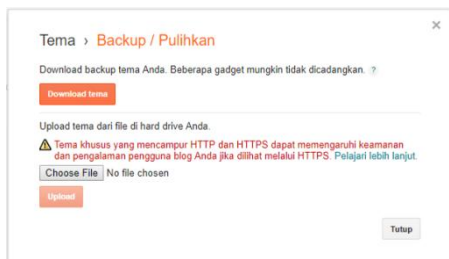 Tema › Backup / Pulihkan
Download backup tema Anda. Beberapa gadget mungkin tidak dicadangkan. ?
Download tema
Upload tema dari file di hard drive Anda.
Tema khusus yang mencampur HTTP dan HTTPS dapat memengaruhi keamanan
dan pengalaman pengguna blog Anda jika dilihat melalui HTTPS. Pelajari lebih lanjut.
Choose File No file chosen
Upload
Tutup